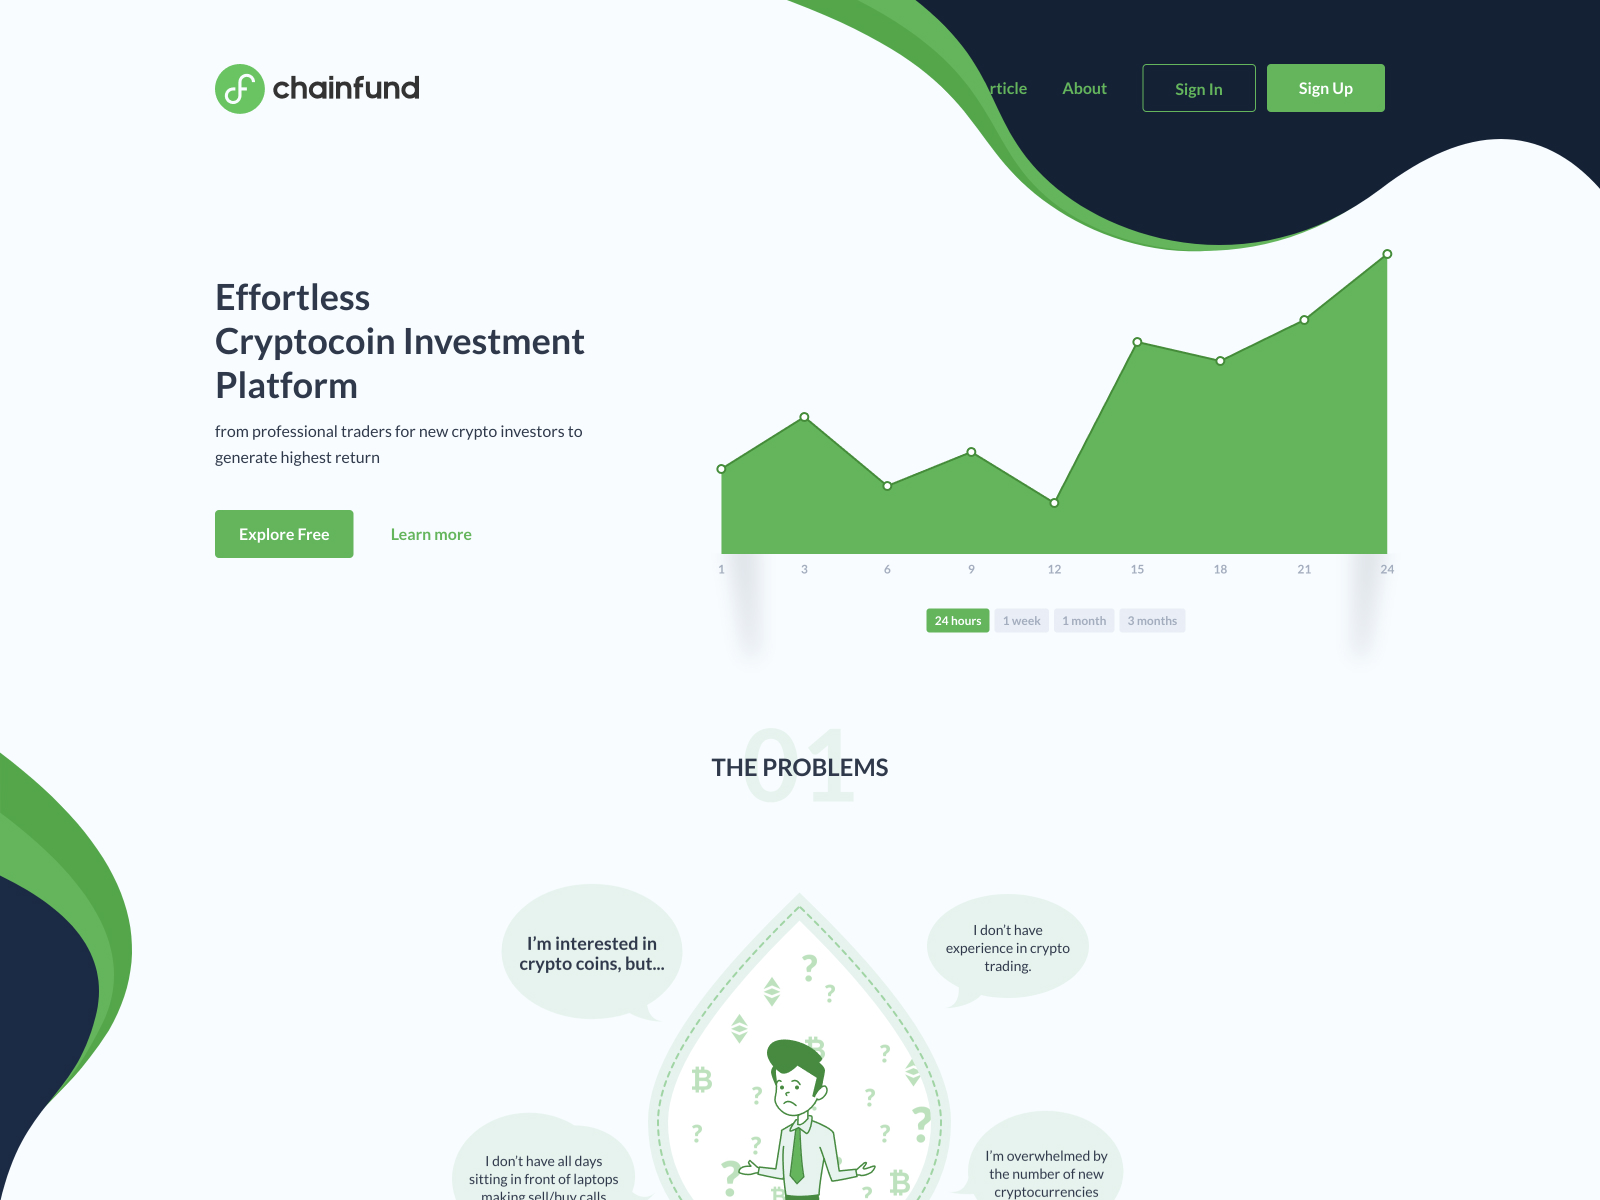 chainfund
rticle
About
Sign In
Sign Up
Effortless
Cryptocoin Investment
Platform
from professional traders for new crypto investors to
generate highest return
Explore Free
Learn more
1 3 6 9 12 15 18 21 24
24 hours
1 week
1 month
3 months
01
THE PROBLEMS
I'm interested in
crypto coins, but...
I don't have
experience in crypto
trading.
I don't have all days
sitting in front of laptops
making sell/buy calls
I'm overwhelmed by
the number of new
cryptocurrencies